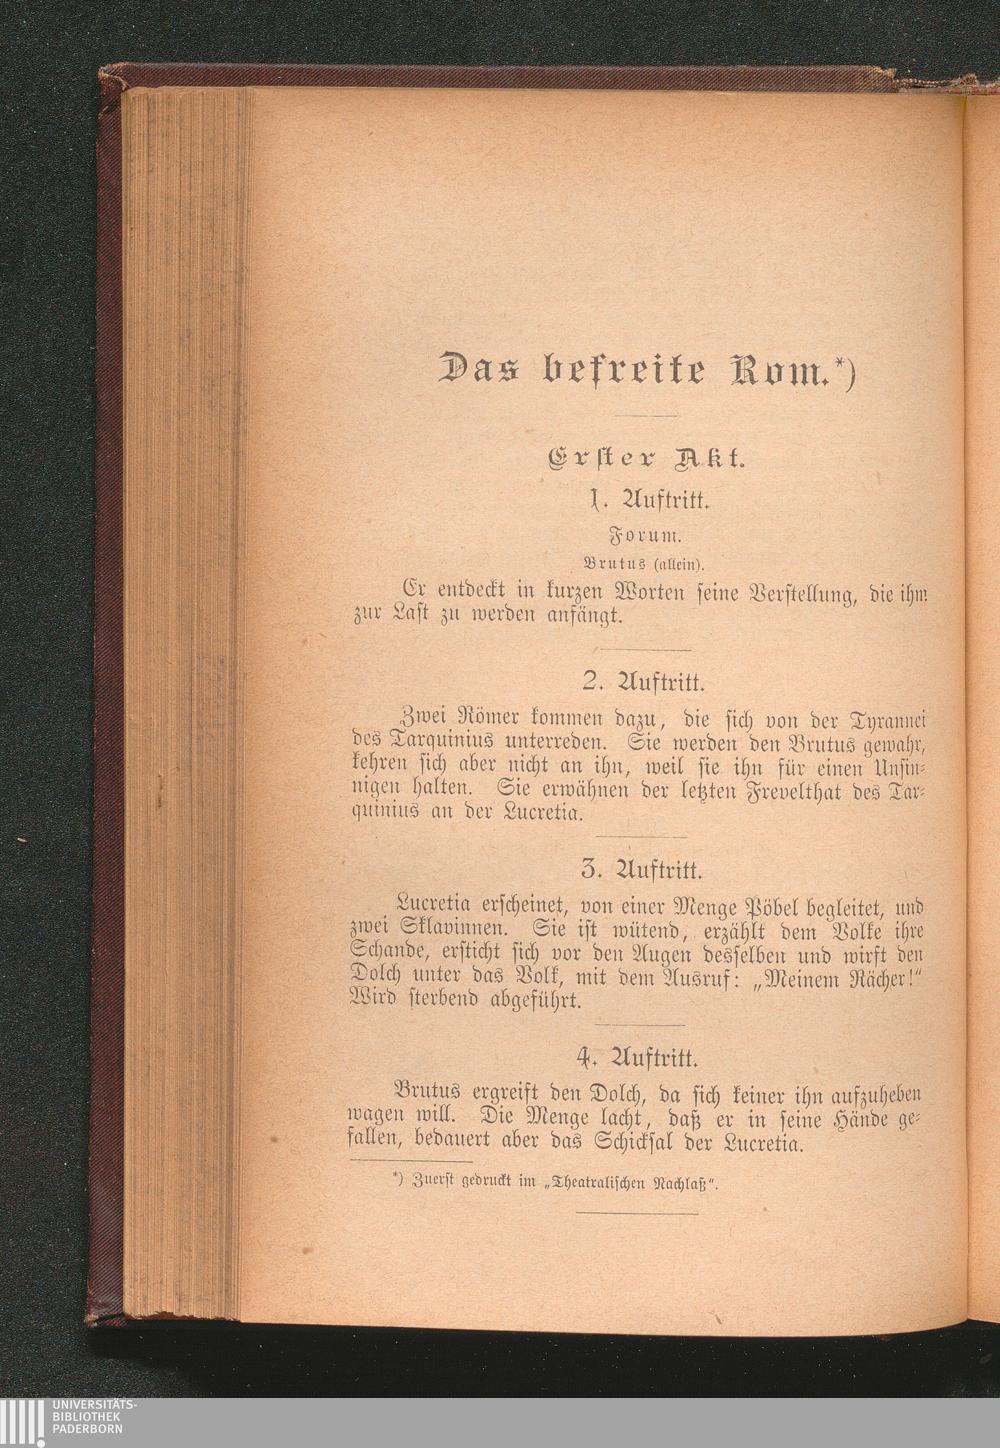 Das befreite Rom.*)
Erster Akt.
1. Auftritt.
Forum.
Brutus (allein).
Er entdeckt in kurzen Worten seine Verstellung, die ihm
zur Last zu werden anfängt.
2. Auftritt.
Zwei Römer kommen dazu, die sich von der Tyrannei
des Tarquinius unterreden. Sie werden den Brutus gewahr,
kehren sich aber nicht an ihn, weil sie ihn für einen Unsin-
nigen halten. Sie erwähnen der letzten Frevelthat des Tar-
quinius an der Lucretia.
3. Auftritt.
Lucretia erscheinet, von einer Menge Pöbel begleitet, und
zwei Sklavinnen. Sie ist wütend, erzählt dem Volke ihre
Schande, ersticht sich vor den Augen desselben und wirft den
Dolch unter das Volk, mit dem Ausruf: „Meinem Rächer!“
Wird sterbend abgeführt.
4. Auftritt.
Brutus ergreift den Dolch, da sich keiner ihn aufzuheben
wagen will. Die Menge lacht, daß er in seine Hände ge-
fallen, bedauert aber das Schicksal der Lucretia.
*) Zuerst gedruckt im „Theatralischen Nachlaß“.
UNIVERSITÄTS-
BIBLIOTHEK
PADERBORN